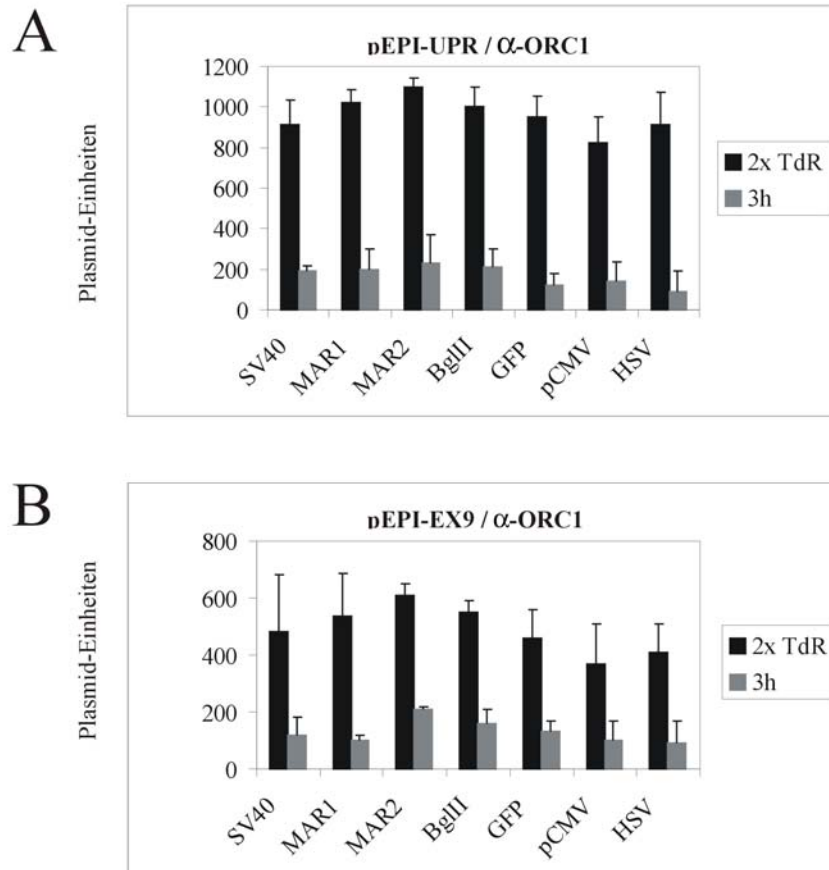 A
pEPI-UPR / α-ORC1
Plasmid-Einheiten
1200
1000
800
600
400
200
0
SV40
MAR1
MAR2
BglII
GFP
pCMV
HSV
2x TdR
3h
B
pEPI-EX9 / α-ORC1
Plasmid-Einheiten
800
600
400
200
0
SV40
MAR1
MAR2
BglII
GFP
pCMV
HSV
2x TdR
3h